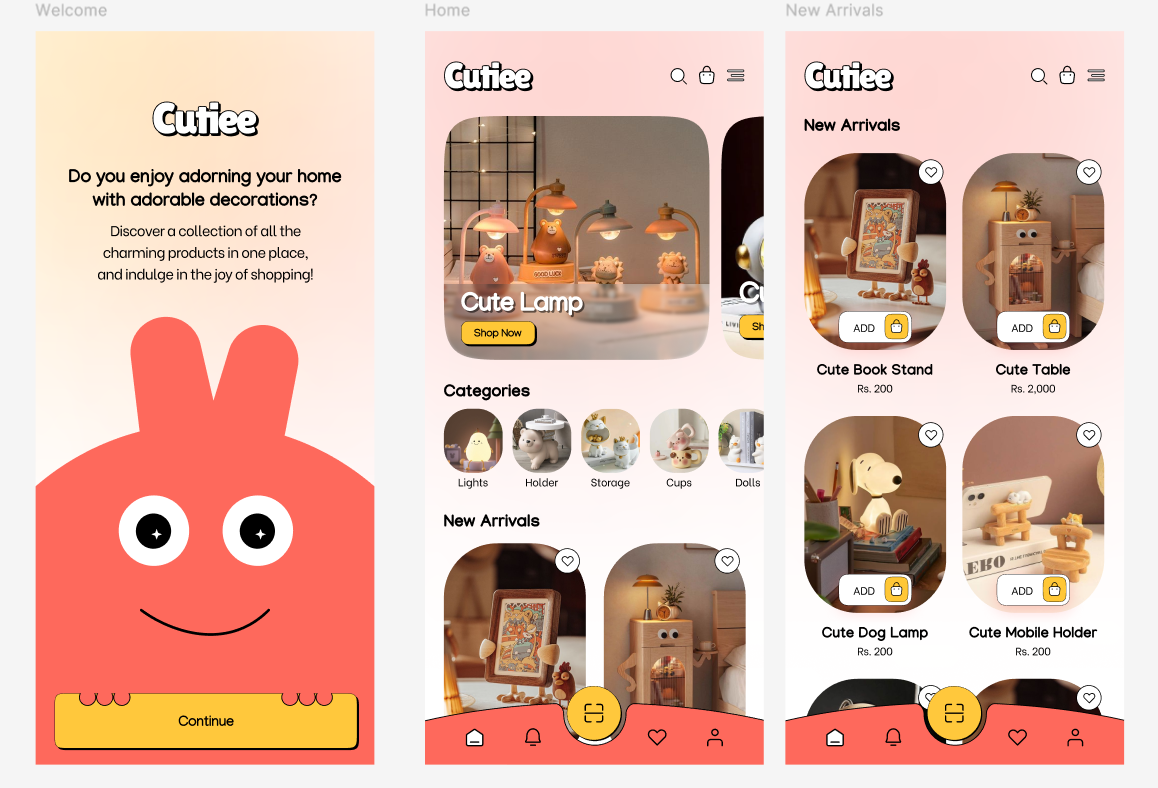 Welcome
Cutiee
Do you enjoy adorning your home
with adorable decorations?
Discover a collection of all the
charming products in one place,
and indulge in the joy of shopping!
Continue
Home
Cutiee
GOOD LUCK
Cute Lamp
Shop Now
Cu
Sh
Categories
Lights
Holder
Storage
Cups
Dolls
New Arrivals
New Arrivals
Cutiee
New Arrivals
ADD
ADD
Cute Book Stand
Rs. 200
Cute Table
Rs. 2,000
ADD
ADD
Cute Dog Lamp
Rs. 200
Cute Mobile Holder
Rs. 200